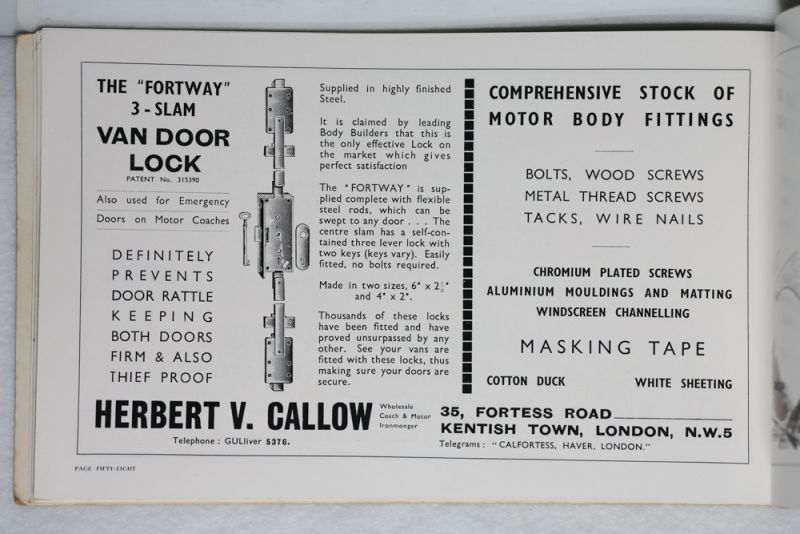 THE "FORTWAY"
3-SLAM
VAN DOOR
LOCK
PATENT No. 315390
Also used for Emergency
Doors on Motor Coaches
DEFINITELY
PREVENTS
DOOR RATTLE
KEEPING
BOTH DOORS
FIRM & ALSO
THIEF PROOF
Supplied in highly finished
Steel.
It is claimed by leading
Body Builders that this is
the only effective Lock on
the market which gives
perfect satisfaction
The "FORTWAY" is sup-
plied complete with flexible
steel rods, which can be
swept to any door . . . The
centre slam has a self-con-
tained three lever lock with
two keys (keys vary). Easily
fitted, no bolts required.
Made in two sizes, 6" x
and 4" x 2".
Thousands of these locks
have been fitted and have
proved unsurpassed by any
other. See your vans are
fitted with these locks, thus
making sure your doors are
secure.
COMPREHENSIVE STOCK OF
MOTOR BODY FITTINGS
BOLTS, WOOD SCREWS
METAL THREAD SCREWS
TACKS, WIRE NAILS
CHROMIUM PLATED SCREWS
ALUMINIUM MOULDINGS AND MATTING
WINDSCREEN CHANNELLING
MASKING TAPE
COTTON DUCK WHITE SHEETING
HERBERT V. CALLOW
Wholesale
Coach & Motor
Ironmonger
Telephone : GULliver 5376.
35, FORTESS ROAD
KENTISH TOWN, LONDON, N.W.5
Telegrams : "CALFORTESS, HAVER, LONDON."
PAGE FIFTY-EIGHT